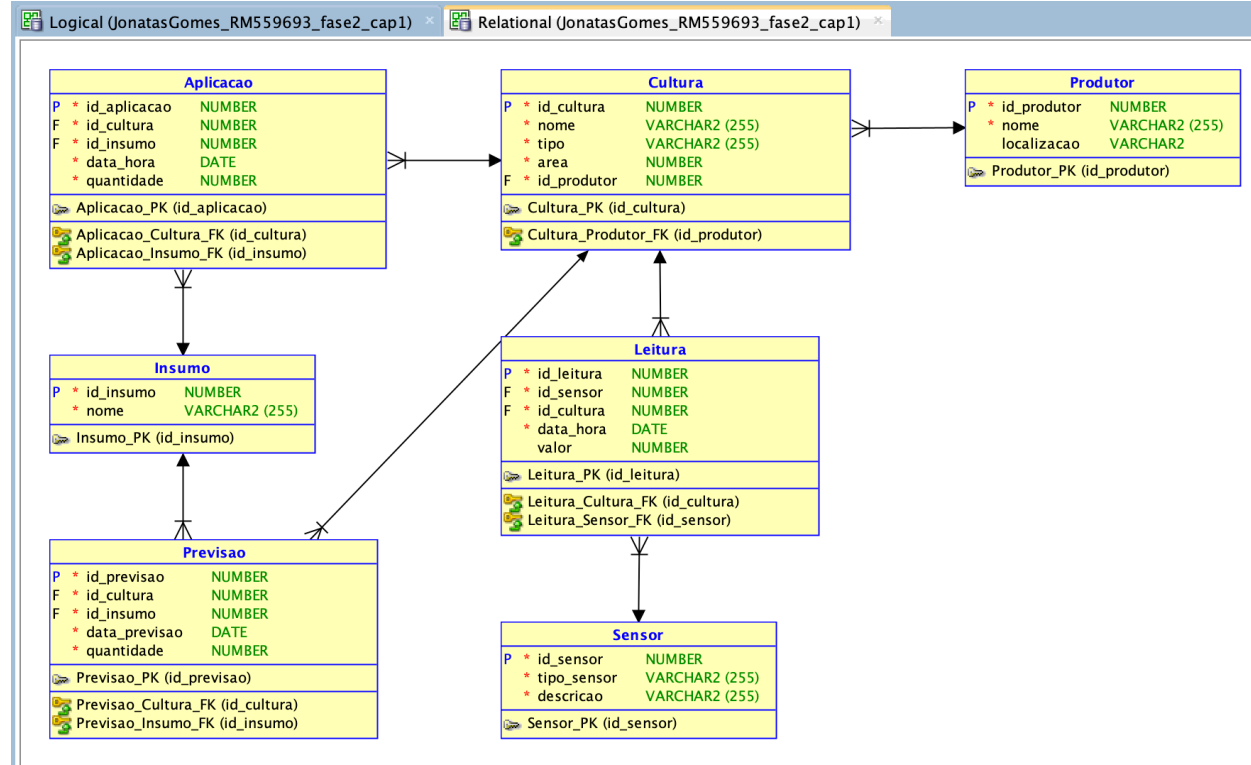 Logical (JonatasGomes_RM559693_fase2_cap1) ×
Relational (JonatasGomes_RM559693_fase2_cap1) ×
Aplicacao
P * id_aplicacao NUMBER
F * id_cultura NUMBER
F * id_insumo NUMBER
* data_hora DATE
* quantidade NUMBER
Aplicacao_PK (id_aplicacao)
Aplicacao_Cultura_FK (id_cultura)
Aplicacao_Insumo_FK (id_insumo)
Cultura
P * id_cultura NUMBER
* nome VARCHAR2 (255)
* tipo VARCHAR2 (255)
* area NUMBER
F * id_produtor NUMBER
Cultura_PK (id_cultura)
Cultura_Produtor_FK (id_produtor)
Produtor
P * id_produtor NUMBER
* nome VARCHAR2 (255)
localizacao VARCHAR2
Produtor_PK (id_produtor)
Insumo
P * id_insumo NUMBER
* nome VARCHAR2 (255)
Insumo_PK (id_insumo)
Leitura
P * id_leitura NUMBER
F * id_sensor NUMBER
F * id_cultura NUMBER
* data_hora DATE
valor NUMBER
Leitura_PK (id_leitura)
Leitura_Cultura_FK (id_cultura)
Leitura_Sensor_FK (id_sensor)
Previsao
P * id_previsao NUMBER
F * id_cultura NUMBER
F * id_insumo NUMBER
* data_previsao DATE
* quantidade NUMBER
Previsao_PK (id_previsao)
Previsao_Cultura_FK (id_cultura)
Previsao_Insumo_FK (id_insumo)
Sensor
P * id_sensor NUMBER
* tipo_sensor VARCHAR2 (255)
* descricao VARCHAR2 (255)
Sensor_PK (id_sensor)